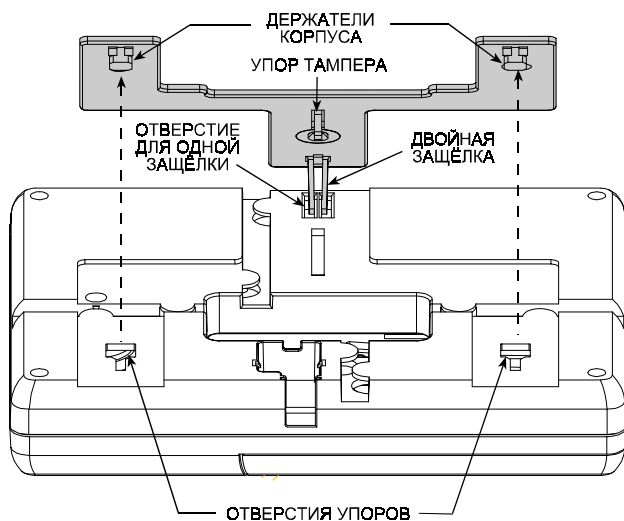 ДЕРЖАТЕЛИ
КОРПУСА
УПОР ТАМПЕРА
ОТВЕРСТИЕ
ДЛЯ ОДНОЙ
ЗАЩЁЛКИ
ДВОЙНАЯ
ЗАЩЁЛКА
ОТВЕРСТИЯ УПОРОВ